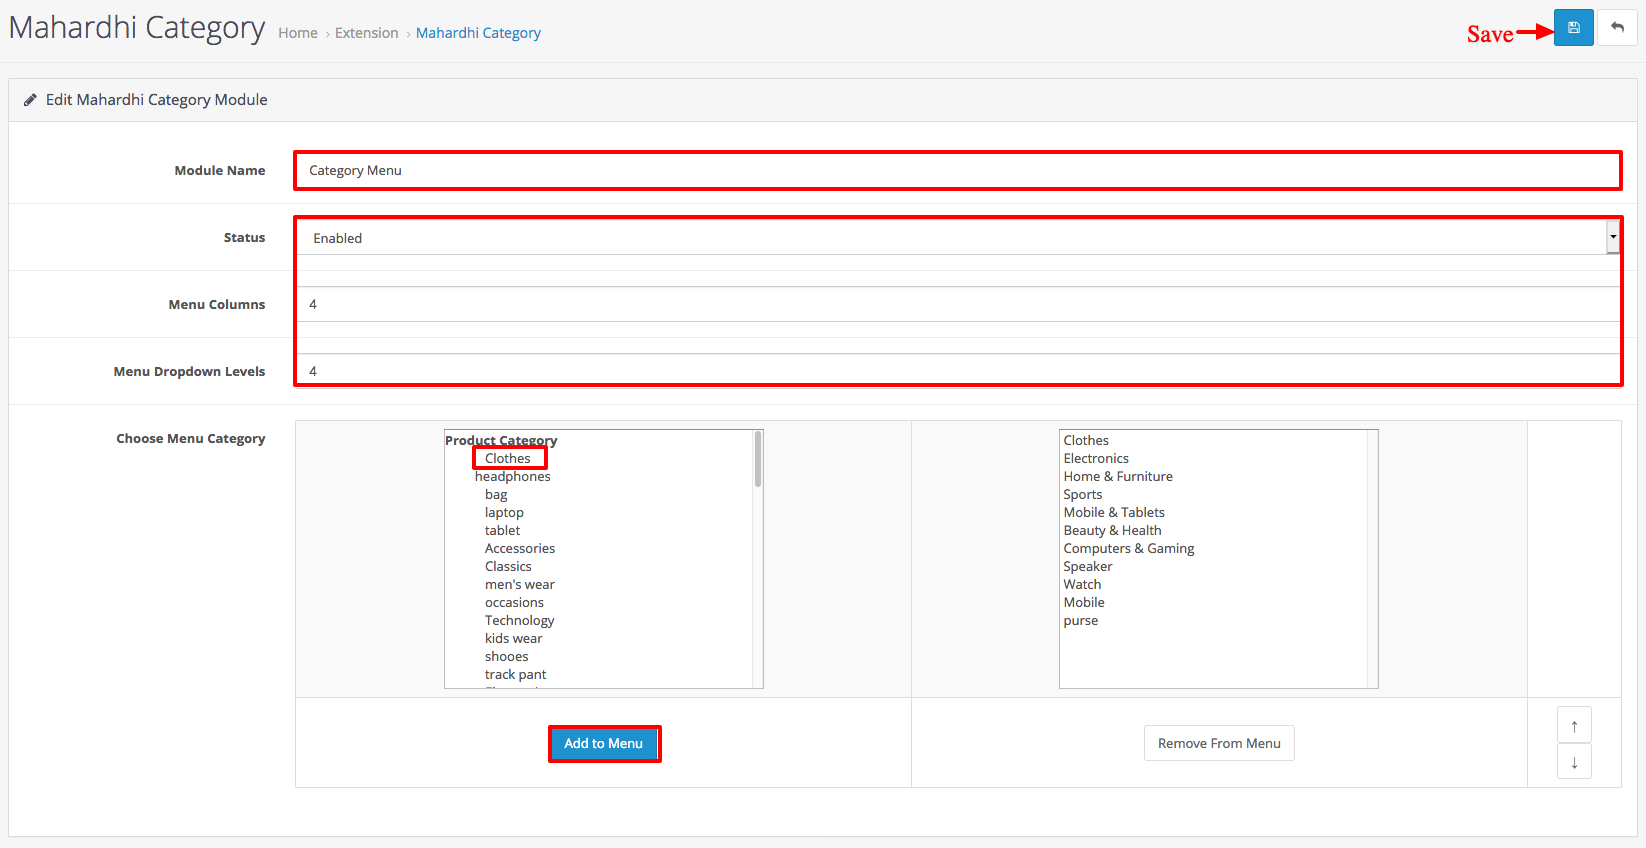 Mahardhi Category Home › Extension › Mahardhi Category
Save
Edit Mahardhi Category Module
Module Name Category Menu
Status Enabled
Menu Columns 4
Menu Dropdown Levels 4
Choose Menu Category
Product Category
Clothes
headphones
bag
laptop
tablet
Accessories
Classics
men's wear
occasions
Technology
kids wear
shooes
track pant
Clothes
Electronics
Home & Furniture
Sports
Mobile & Tablets
Beauty & Health
Computers & Gaming
Speaker
Watch
Mobile
purse
Add to Menu
Remove From Menu
↑
↓